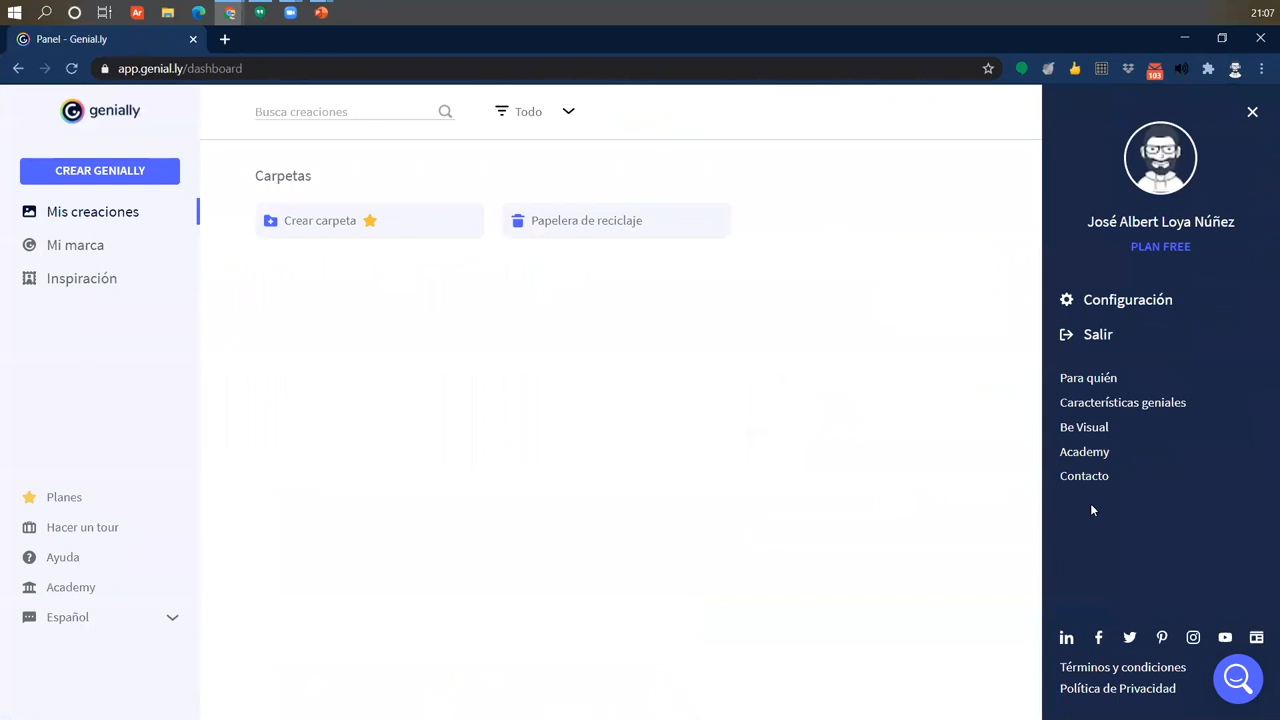 21:07
Panel - Genial.ly
app.genial.ly/dashboard
103
genially
Busca creaciones
Todo
CREAR GENIALLY
Mis creaciones
Mi marca
Inspiración
Carpetas
Crear carpeta
Papelera de reciclaje
Planes
Hacer un tour
Ayuda
Academy
Español
José Albert Loya Núñez
PLAN FREE
Configuración
Salir
Para quién
Características geniales
Be Visual
Academy
Contacto
Términos y condiciones
Política de Privacidad